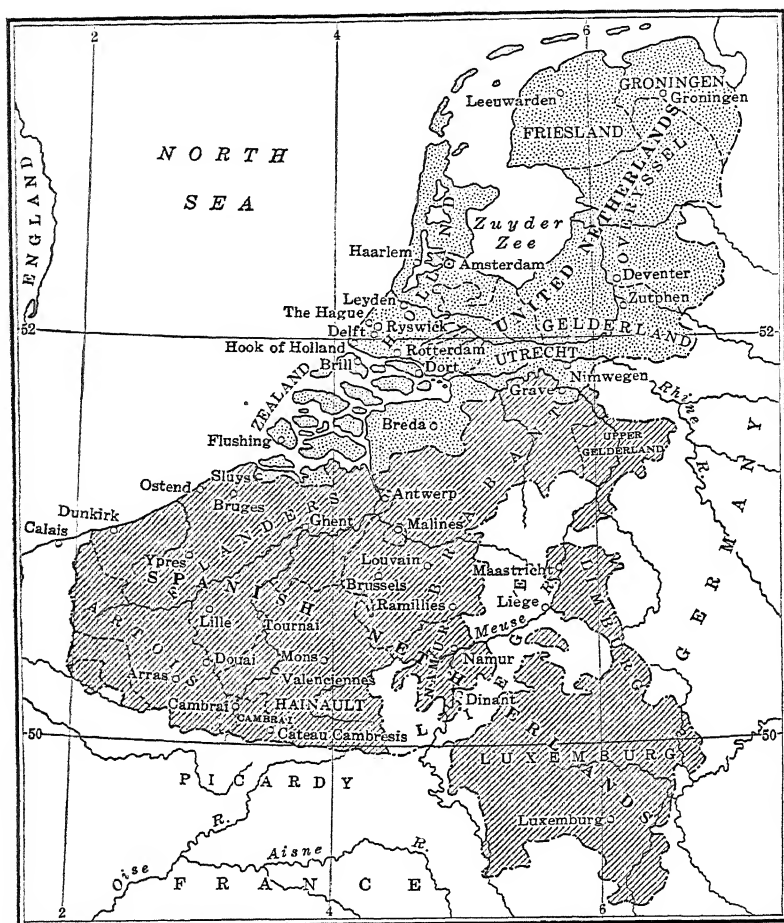 2
4
6
GRONINGEN
Groningen
Leeuwarden
FRIESLAND
NORTH
SEA
ENGLAND
UNITED NETHERLANDS
OVERYSSEL
Zuyder
Zee
HOLLAND
Haarlem
Amsterdam
Deventer
Zutphen
Leyden
The Hague
Ryswick
Delft
52
52
GELDERLAND
Hook of Holland
Rotterdam
UTRECHT
Brill
Dort
Nimwegen
Rhine R.
ZEALAND
Grave
Breda
Flushing
UPPER
GELDERLAND
GERMANY
Sluys
Ostend
Bruges
Antwerp
BRABANT
Dunkirk
Ghent
Malines
Calais
FLANDERS
Ypres
Louvain
Maastricht
SPANISH NETHERLANDS
Brussels
LIMBURG
Liège
Ramillies
Lille
Tournai
Meuse R.
ARTOIS
Douai
Mons
Namur
NAMUR
Arras
Valenciennes
LIEGE
Dinant
Cambrai
HAINAULT
CAMBRAI
Cateau Cambresis
50
50
LUXEMBURG
PICARDY
Luxemburg
Oise R.
Aisne R.
FRANCE
2
4
6